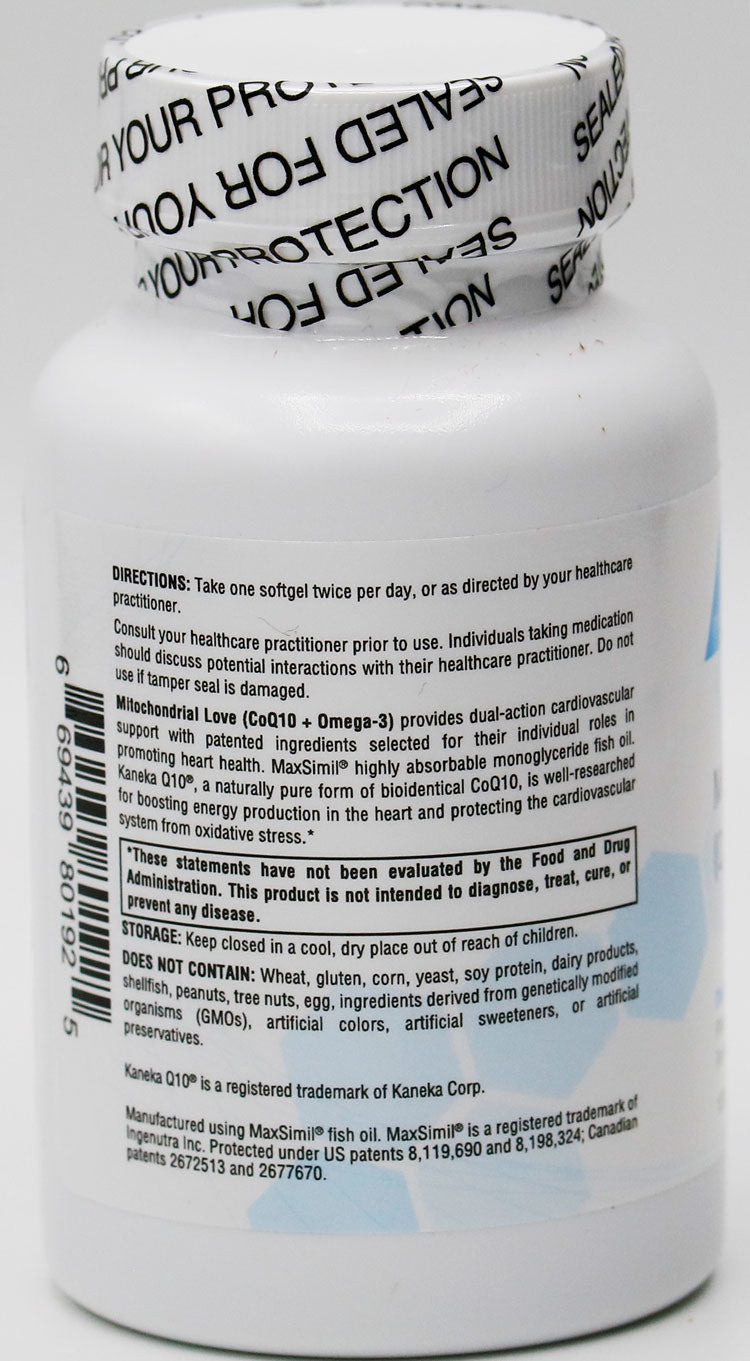 R YOUR PRO
SEALED FOR YOUR
YOUR PROTECTION
SEALED FOR
TION
SEALED
DIRECTIONS: Take one softgel twice per day, or as directed by your healthcare
practitioner.
Consult your healthcare practitioner prior to use. Individuals taking medication
should discuss potential interactions with their healthcare practitioner. Do not
use if tamper seal is damaged.
Mitochondrial Love (CoQ10 + Omega-3) provides dual-action cardiovascular
support with patented ingredients selected for their individual roles in
promoting heart health. MaxSimil® highly absorbable monoglyceride fish oil.
Kaneka Q10®, a naturally pure form of bioidentical CoQ10, is well-researched
for boosting energy production in the heart and protecting the cardiovascular
system from oxidative stress.*
*These statements have not been evaluated by the Food and Drug
Administration. This product is not intended to diagnose, treat, cure, or
prevent any disease.
STORAGE: Keep closed in a cool, dry place out of reach of children.
DOES NOT CONTAIN: Wheat, gluten, corn, yeast, soy protein, dairy products,
shellfish, peanuts, tree nuts, egg, ingredients derived from genetically modified
organisms (GMOs), artificial colors, artificial sweeteners, or artificial
preservatives.
Kaneka Q10® is a registered trademark of Kaneka Corp.
Manufactured using MaxSimil® fish oil. MaxSimil® is a registered trademark of
Ingenutra Inc. Protected under US patents 8,119,690 and 8,198,324; Canadian
patents 2672513 and 2677670.
6 69439 80192 5